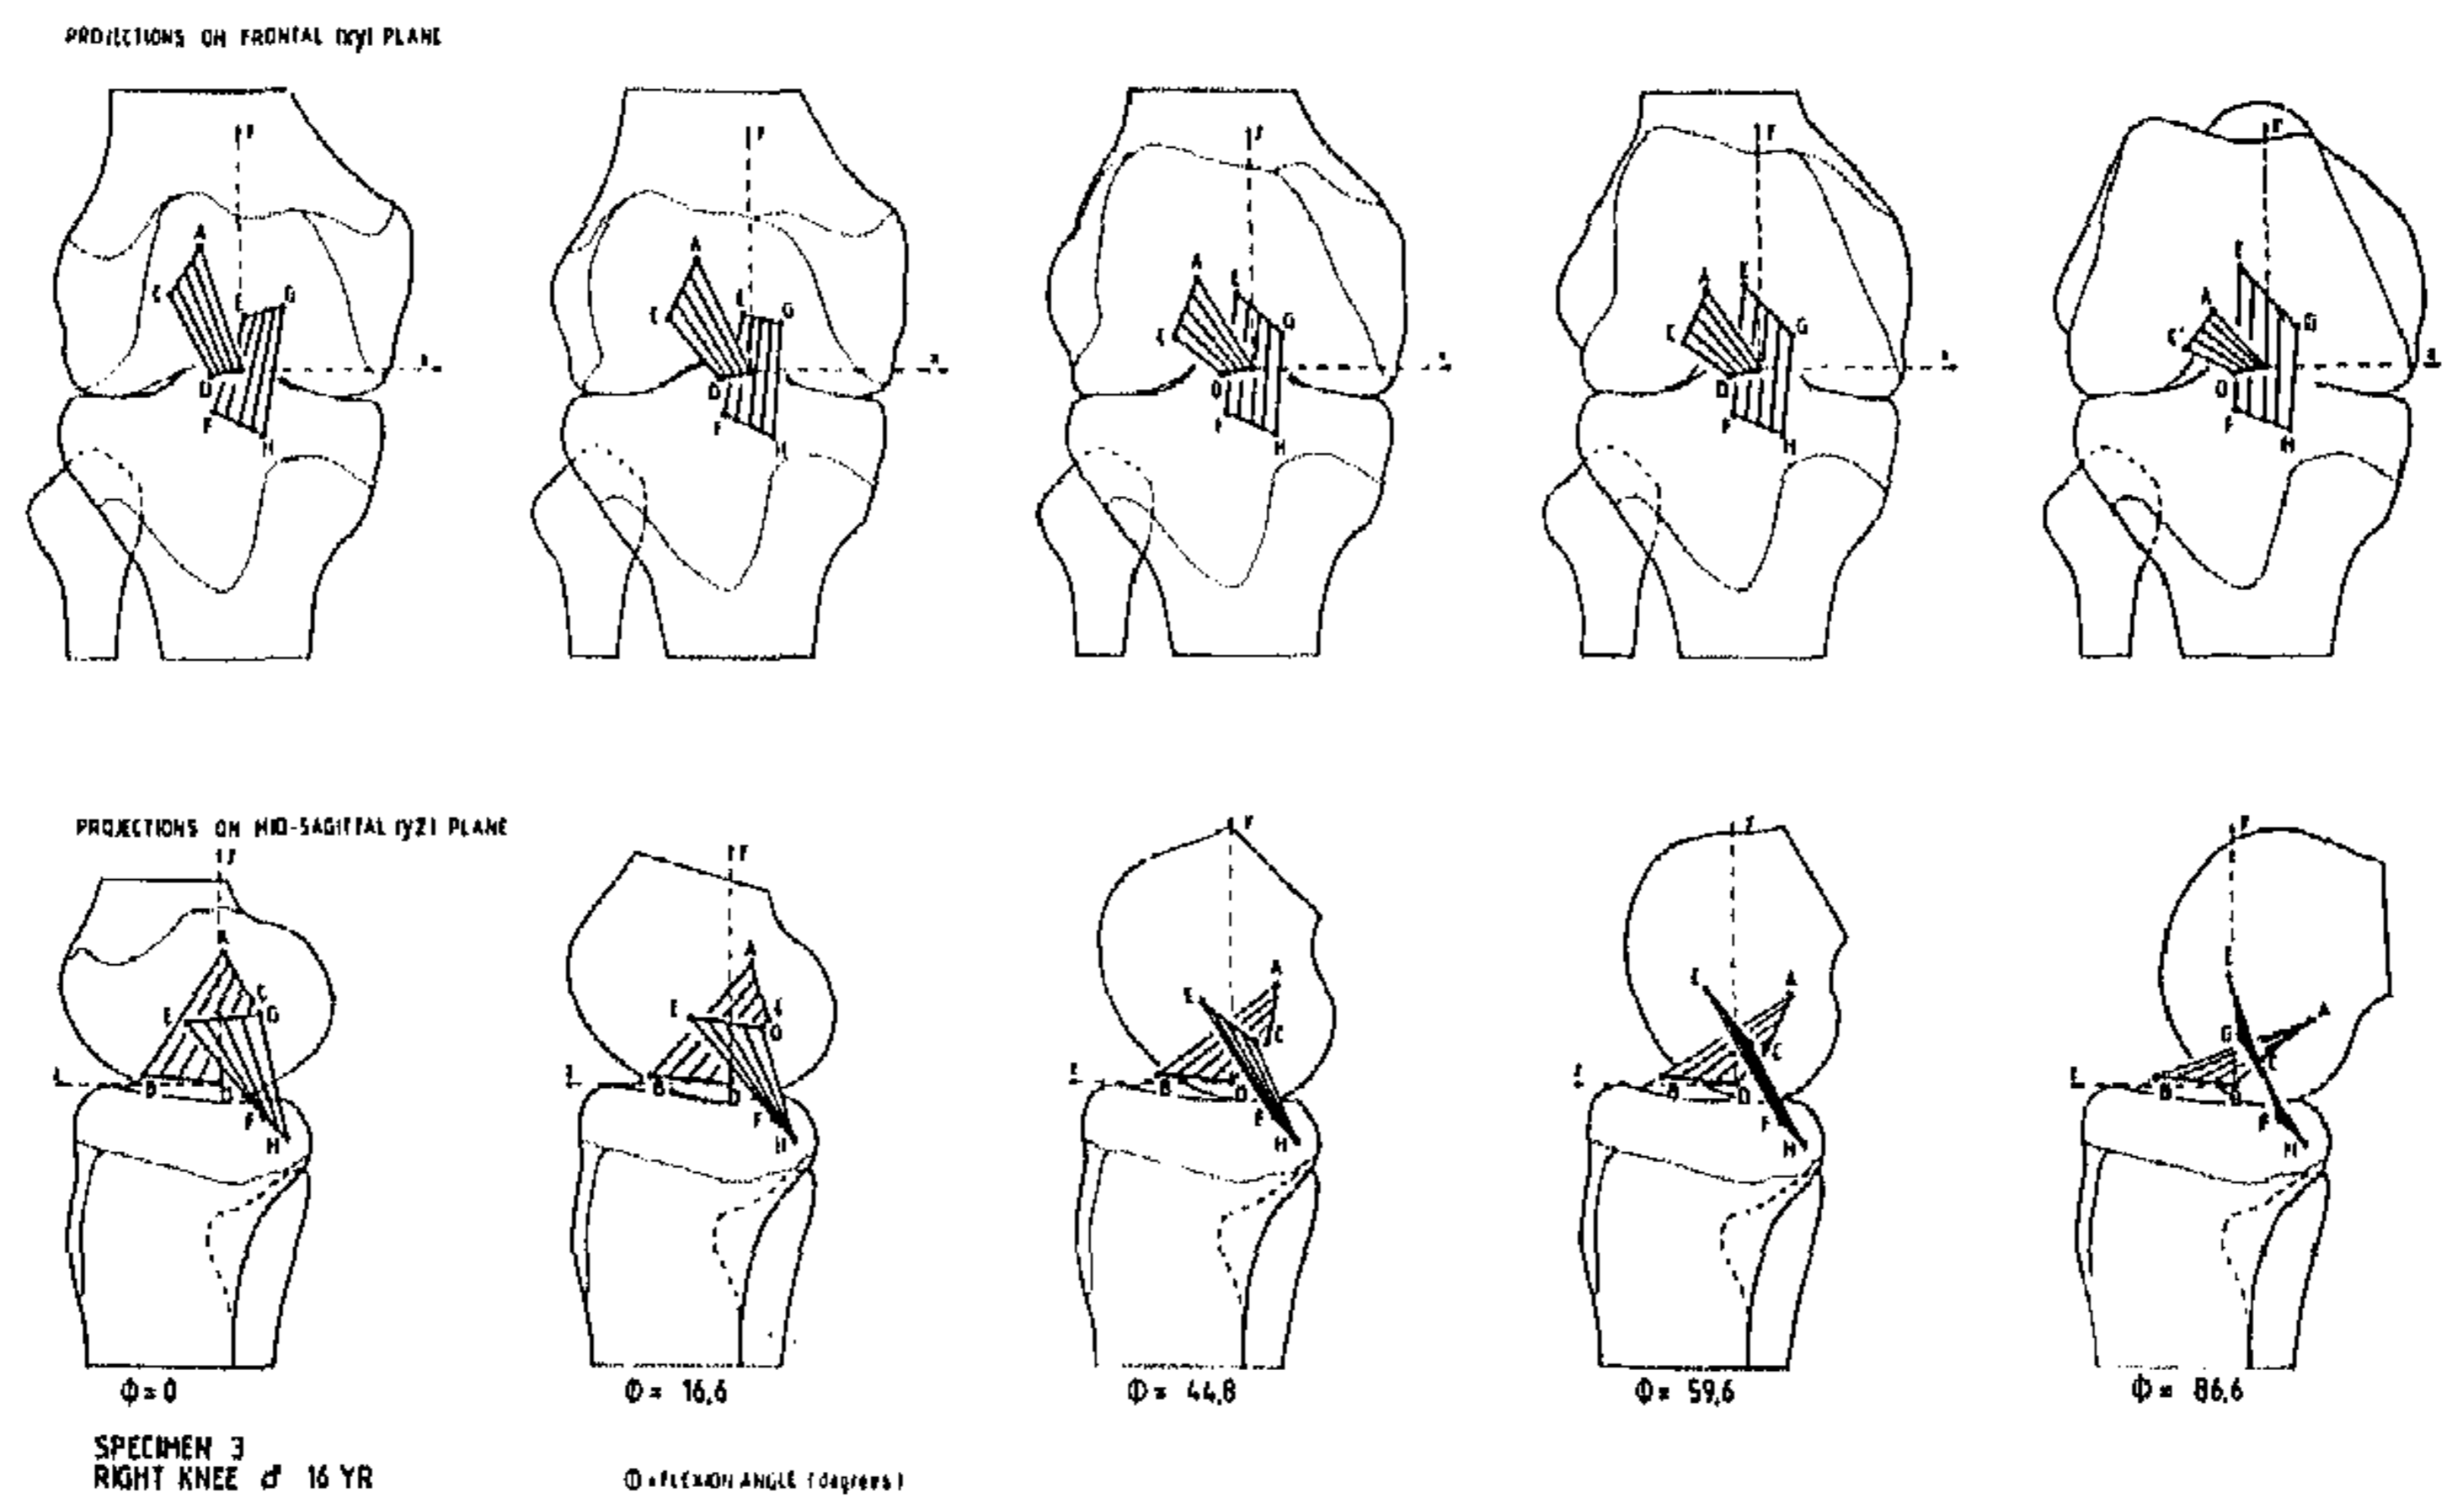 PROJECTIONS ON FRONTAL (xy) PLANE
y y y y y
A A A E E
C E G C E G A E G A E G A G
C C C
x x x x x
D D D D D
F F F F F
H H H H H
PROJECTIONS ON MID-SAGITTAL (yz) PLANE
y y y y y
A A A E A E
E C G E C G E C C G A C
z B D z B D z B D z B D z B D
F F F F F
H H H H H
Φ = 0 Φ = 16,6 Φ = 44,8 Φ = 59,6 Φ = 86,6
SPECIMEN 3
RIGHT KNEE ♂ 16 YR
Φ = FLEXION ANGLE (degrees)